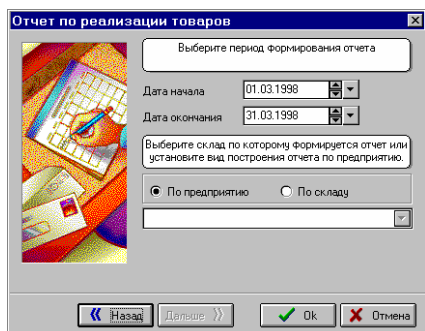 Отчет по реализации товаров
Выберите период формирования отчета
Дата начала 01.03.1998
Дата окончания 31.03.1998
Выберите склад по которому формируется отчет или
установите вид построения отчета по предприятию.
По предприятию По складу
Назад Дальше Ok Отмена